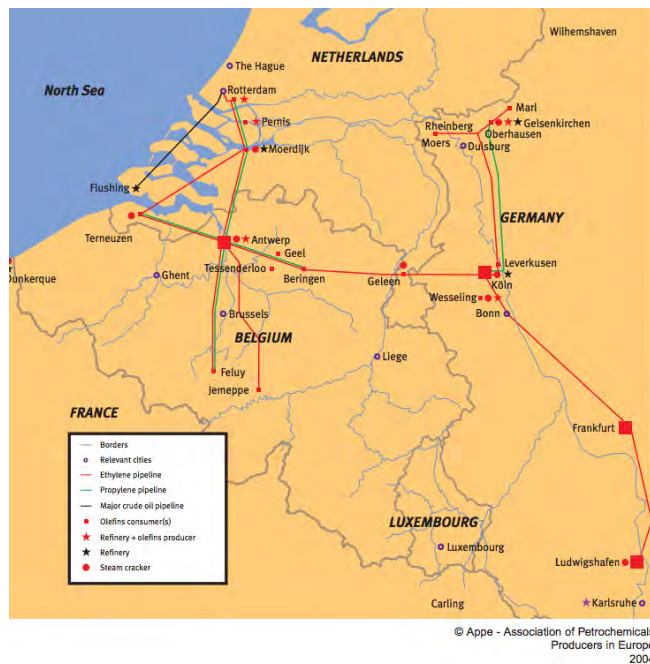 Wilhemshaven
NETHERLANDS
The Hague
North Sea
Rotterdam
Marl
Pernis
Rheinberg
Gelsenkirchen
Oberhausen
Moers
Duisburg
Moerdijk
Flushing
GERMANY
Terneuzen
Antwerp
Geel
Leverkusen
Dunkerque
Ghent
Tessenderloo
Beringen
Geleen
Köln
Wesseling
Bonn
Brussels
BELGIUM
Liege
Feluy
Jemeppe
FRANCE
Frankfurt
Borders
Relevant cities
Ethylene pipeline
Propylene pipeline
Major crude oil pipeline
Olefins consumer(s)
Refinery + olefins producer
Refinery
Steam cracker
LUXEMBOURG
Luxembourg
Ludwigshafen
Carling
Karlsruhe
© Appe - Association of Petrochemicals
Producers in Europe
2004